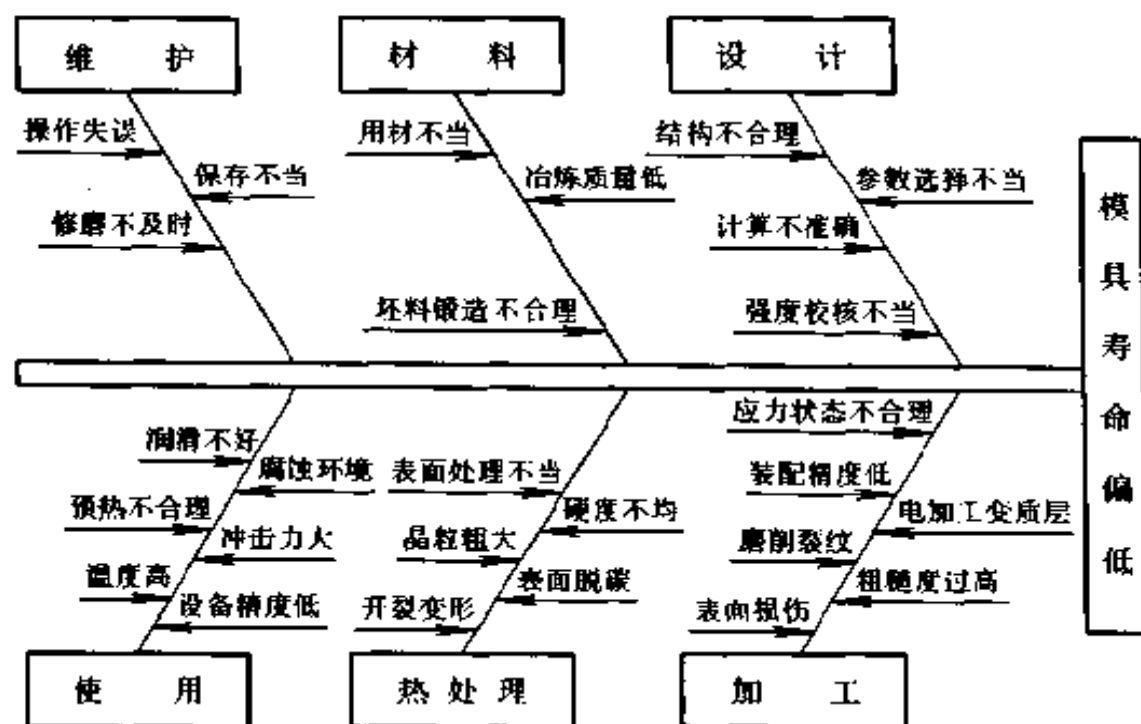 维护
材料
设计
操作失误
用材不当
结构不合理
保存不当
冶炼质量低
参数选择不当
修磨不及时
计算不准确
坯料锻造不合理
强度校核不当
模具寿命偏低
应力状态不合理
润滑不好
腐蚀环境
表面处理不当
装配精度低
预热不合理
硬度不均
电加工变质层
冲击力大
晶粒粗大
磨削裂纹
温度高
表面脱碳
粗糙度过高
设备精度低
开裂变形
表面损伤
使用
热处理
加工